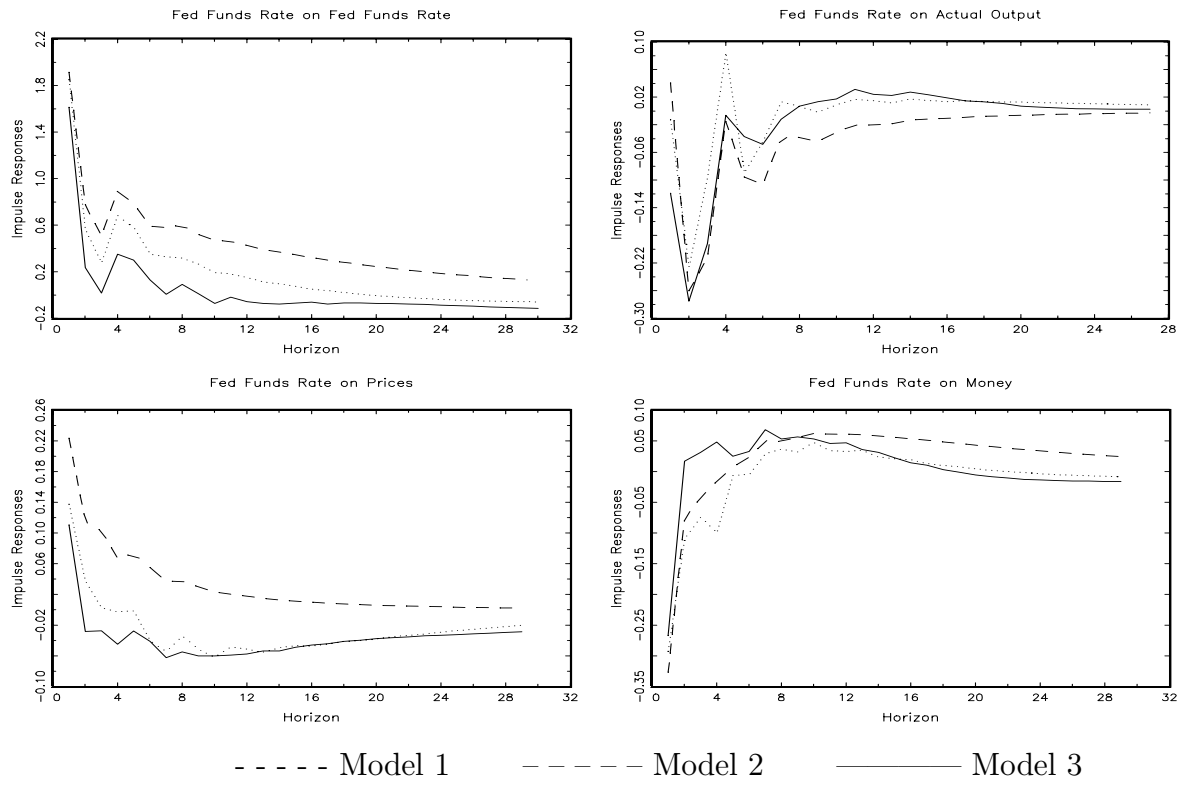 Fed Funds Rate on Fed Funds Rate
Impulse Responses
2.2
1.8
1.4
1.0
0.6
0.2
−0.2
0 4 8 12 16 20 24 28 32
Horizon
Fed Funds Rate on Actual Output
Impulse Responses
0.10
0.02
−0.06
−0.14
−0.22
−0.30
0 4 8 12 16 20 24 28
Horizon
Fed Funds Rate on Prices
Impulse Responses
0.26
0.22
0.18
0.14
0.10
0.06
−0.02
−0.10
0 4 8 12 16 20 24 28 32
Horizon
Fed Funds Rate on Money
Impulse Responses
0.10
0.05
−0.05
−0.15
−0.25
−0.35
0 4 8 12 16 20 24 28 32
Horizon
Model 1 Model 2 Model 3